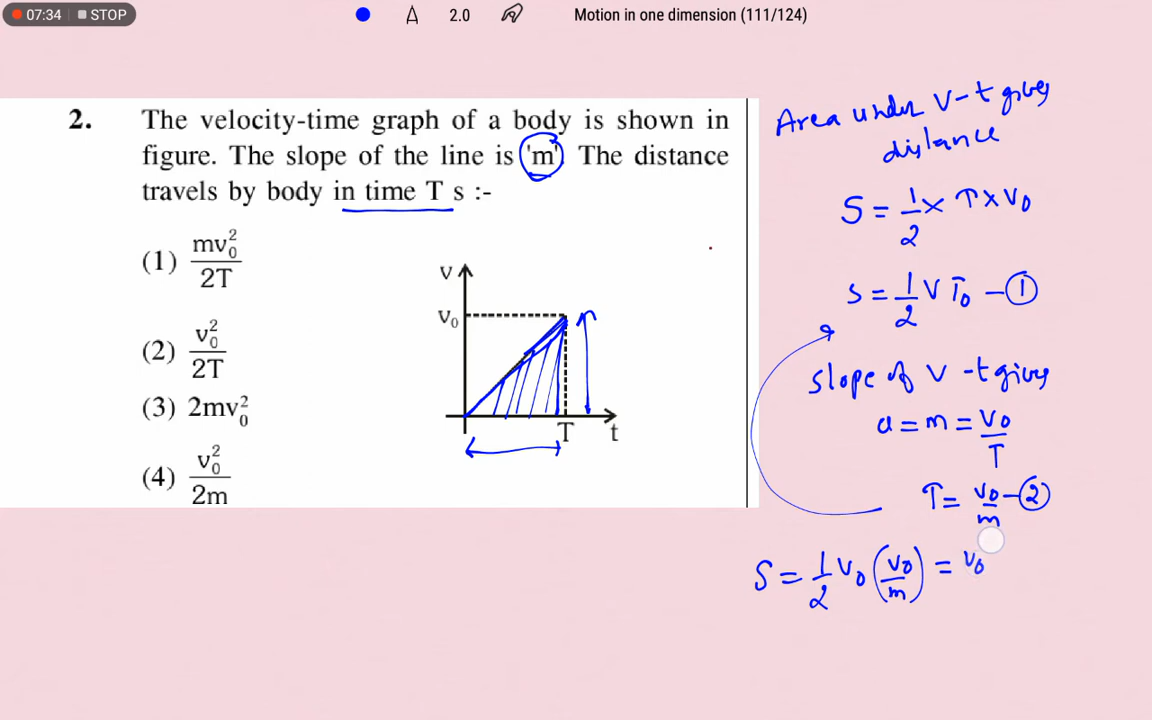 07:34 STOP
2.0
Motion in one dimension (111/124)
2. The velocity-time graph of a body is shown in
figure. The slope of the line is 'm'. The distance
travels by body in time T s :-
(1) mv₀²/2T
(2) v₀²/2T
(3) 2mv₀²
(4) v₀²/2m
v
v₀
T
t
Area under v-t gives
distance
S = 1/2 × T × V₀
S = 1/2 V T₀ - ①
slope of v -t gives
a = m = V₀/T
T = V₀/m - ②
S = 1/2 V₀ (V₀/m) = V₀